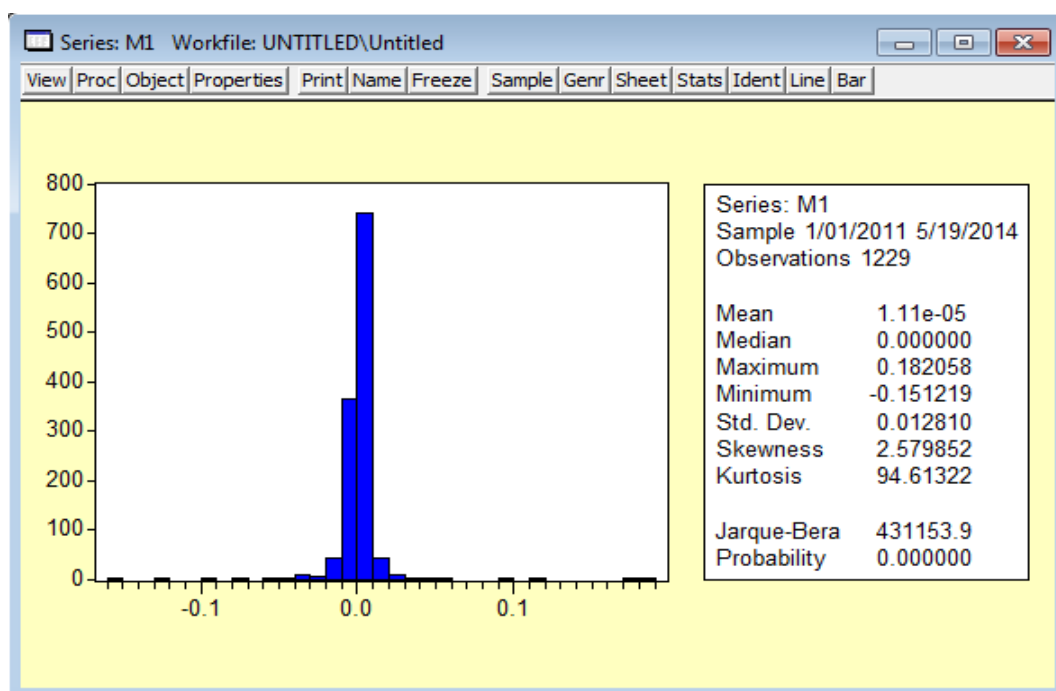 Series: M1 Workfile: UNTITLED\Untitled
View Proc Object Properties Print Name Freeze Sample Genr Sheet Stats Ident Line Bar
800
700
600
500
400
300
200
100
0
-0.1 0.0 0.1
Series: M1
Sample 1/01/2011 5/19/2014
Observations 1229
Mean 1.11e-05
Median 0.000000
Maximum 0.182058
Minimum -0.151219
Std. Dev. 0.012810
Skewness 2.579852
Kurtosis 94.61322
Jarque-Bera 431153.9
Probability 0.000000